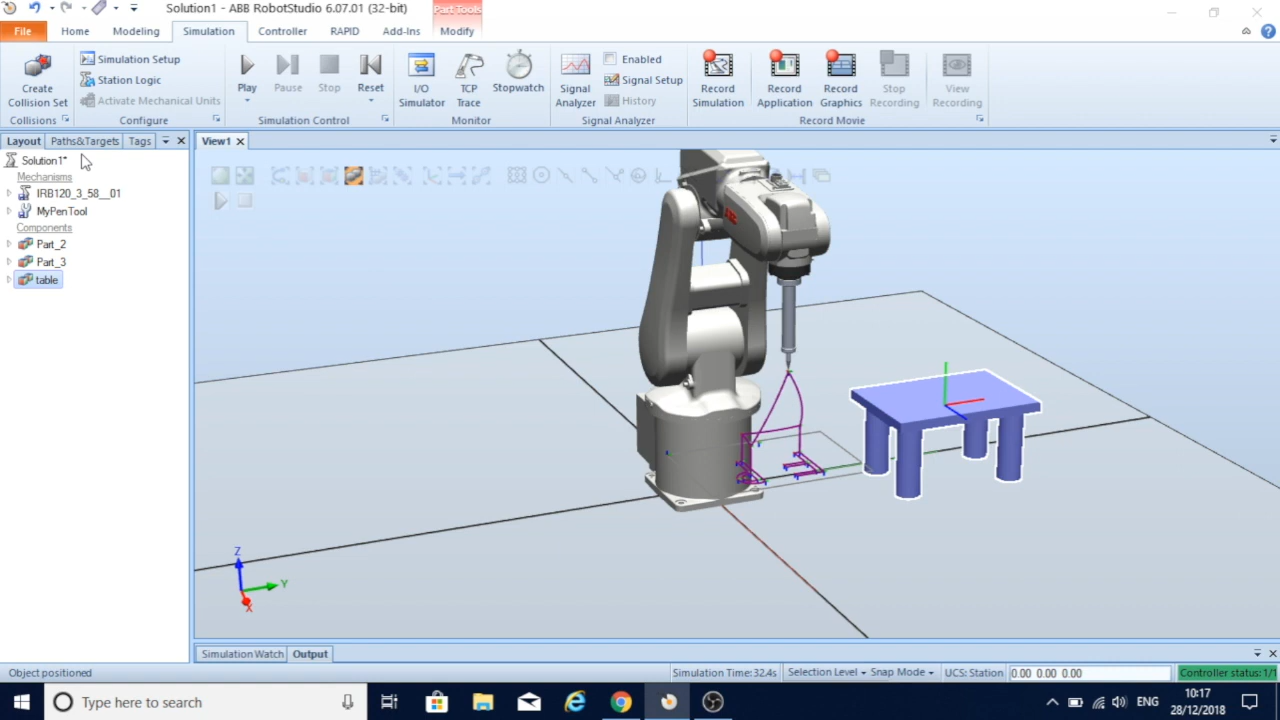 Solution1 - ABB RobotStudio 6.07.01 (32-bit)
Part Tools
File Home Modeling Simulation Controller RAPID Add-Ins Modify
Create Collision Set
Collisions
Simulation Setup
Station Logic
Activate Mechanical Units
Configure
Play Pause Stop Reset
Simulation Control
I/O Simulator
TCP Trace
Stopwatch
Monitor
Signal Analyzer
Enabled
Signal Setup
History
Signal Analyzer
Record Simulation
Record Application
Record Graphics
Stop Recording
View Recording
Record Movie
Layout Paths&Targets Tags
View1
Solution1*
Mechanisms
IRB120_3_58__01
MyPenTool
Components
Part_2
Part_3
table
ABB
Z
Y
X
Simulation Watch Output
Object positioned
Simulation Time: 32.4s
Selection Level
Snap Mode
UCS: Station
0.00 0.00 0.00
Controller status: 1/1
Type here to search
ENG
10:17
28/12/2018